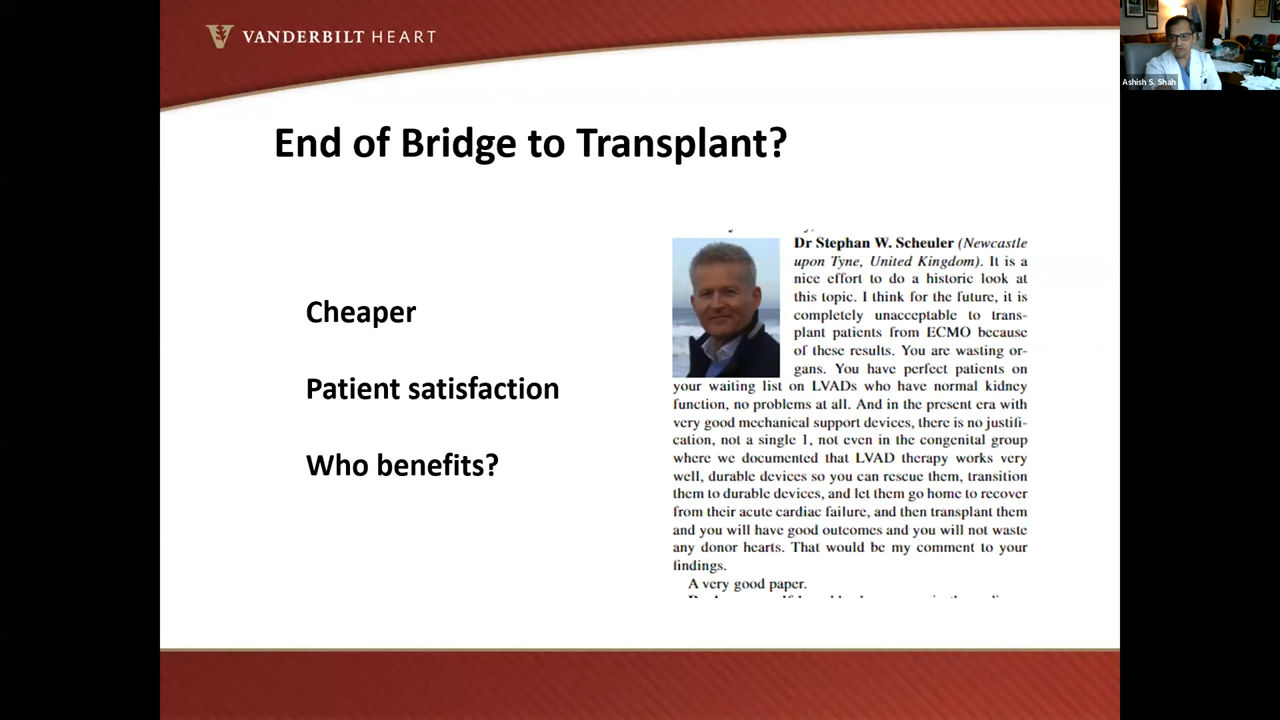 VANDERBILT HEART
Ashish S. Shah
End of Bridge to Transplant?
Cheaper
Patient satisfaction
Who benefits?
Dr Stephan W. Scheuler (Newcastle
upon Tyne, United Kingdom). It is a
nice effort to do a historic look at
this topic. I think for the future, it is
completely unacceptable to trans-
plant patients from ECMO because
of these results. You are wasting or-
gans. You have perfect patients on
your waiting list on LVADs who have normal kidney
function, no problems at all. And in the present era with
very good mechanical support devices, there is no justifi-
cation, not a single 1, not even in the congenital group
where we documented that LVAD therapy works very
well, durable devices so you can rescue them, transition
them to durable devices, and let them go home to recover
from their acute cardiac failure, and then transplant them
and you will have good outcomes and you will not waste
any donor hearts. That would be my comment to your
findings.
A very good paper.